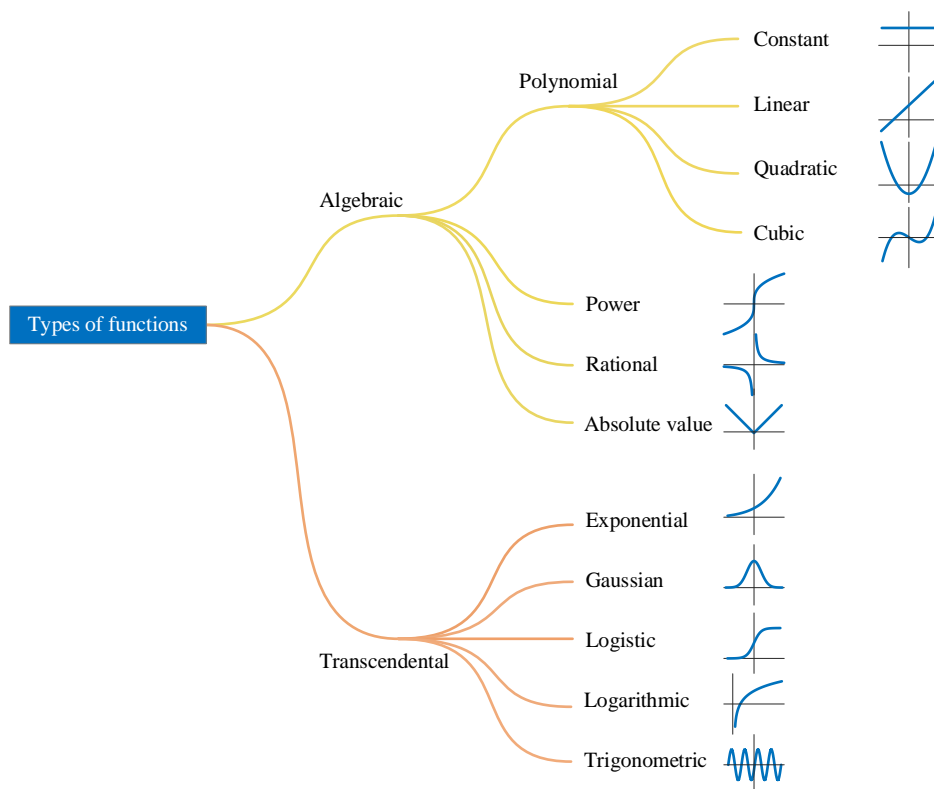 Constant
Polynomial
Linear
Quadratic
Algebraic
Cubic
Power
Types of functions
Rational
Absolute value
Exponential
Gaussian
Logistic
Transcendental
Logarithmic
Trigonometric